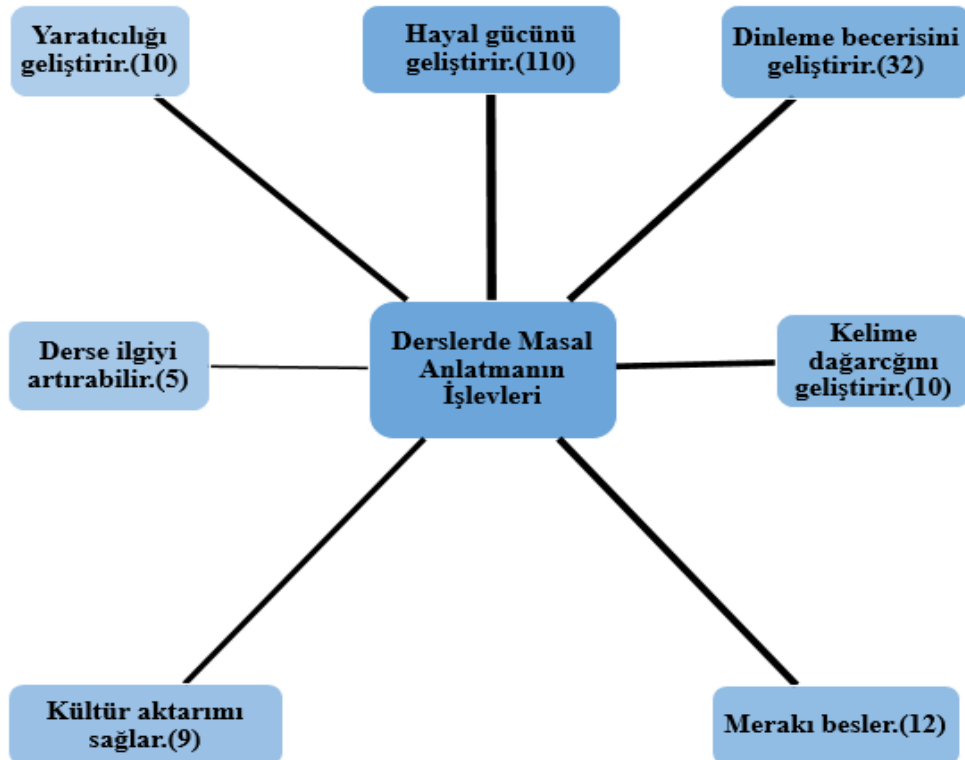 Yaratıcılığı
geliştirir.(10)
Hayal gücünü
geliştirir.(110)
Dinleme becerisini
geliştirir.(32)
Derse ilgiyi
artırabilir.(5)
Derslerde Masal
Anlatmanın
İşlevleri
Kelime
dağarcğını
geliştirir.(10)
Kültür aktarımı
sağlar.(9)
Merakı besler.(12)